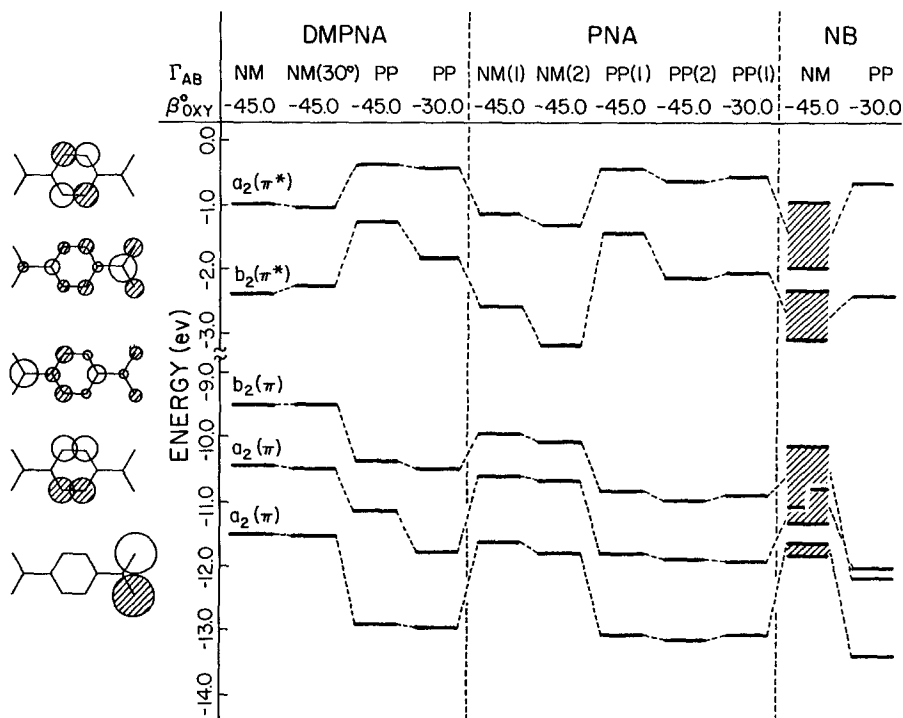 DMPNA PNA NB
Γ_AB NM NM(30°) PP PP NM(1) NM(2) PP(1) PP(2) PP(1) NM PP
β°_OXY -45.0 -45.0 -45.0 -30.0 -45.0 -45.0 -45.0 -45.0 -30.0 -45.0 -30.0
ENERGY (ev)
0.0
-1.0
-2.0
-3.0
-9.0
-10.0
-11.0
-12.0
-13.0
-14.0
a₂(π*)
b₂(π*)
b₂(π)
a₂(π)
a₂(π)